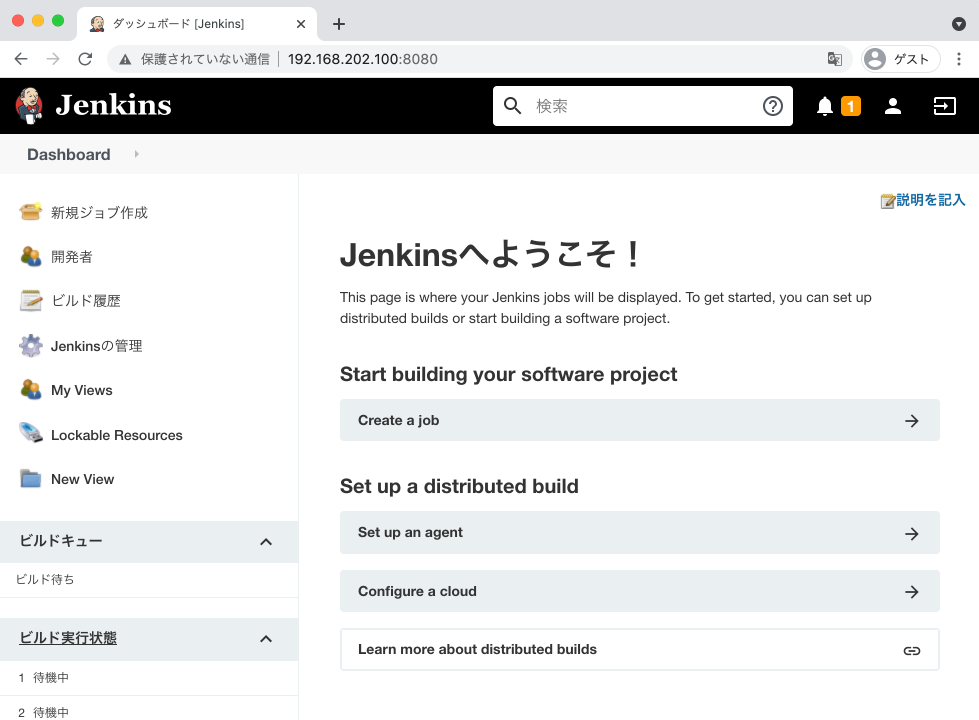 ダッシュボード [Jenkins]
保護されていない通信
192.168.202.100:8080
ゲスト
Jenkins
検索
1
Dashboard
新規ジョブ作成
開発者
ビルド履歴
Jenkinsの管理
My Views
Lockable Resources
New View
ビルドキュー
ビルド待ち
ビルド実行状態
1 待機中
2 待機中
説明を記入
Jenkinsへようこそ！
This page is where your Jenkins jobs will be displayed. To get started, you can set up
distributed builds or start building a software project.
Start building your software project
Create a job
Set up a distributed build
Set up an agent
Configure a cloud
Learn more about distributed builds